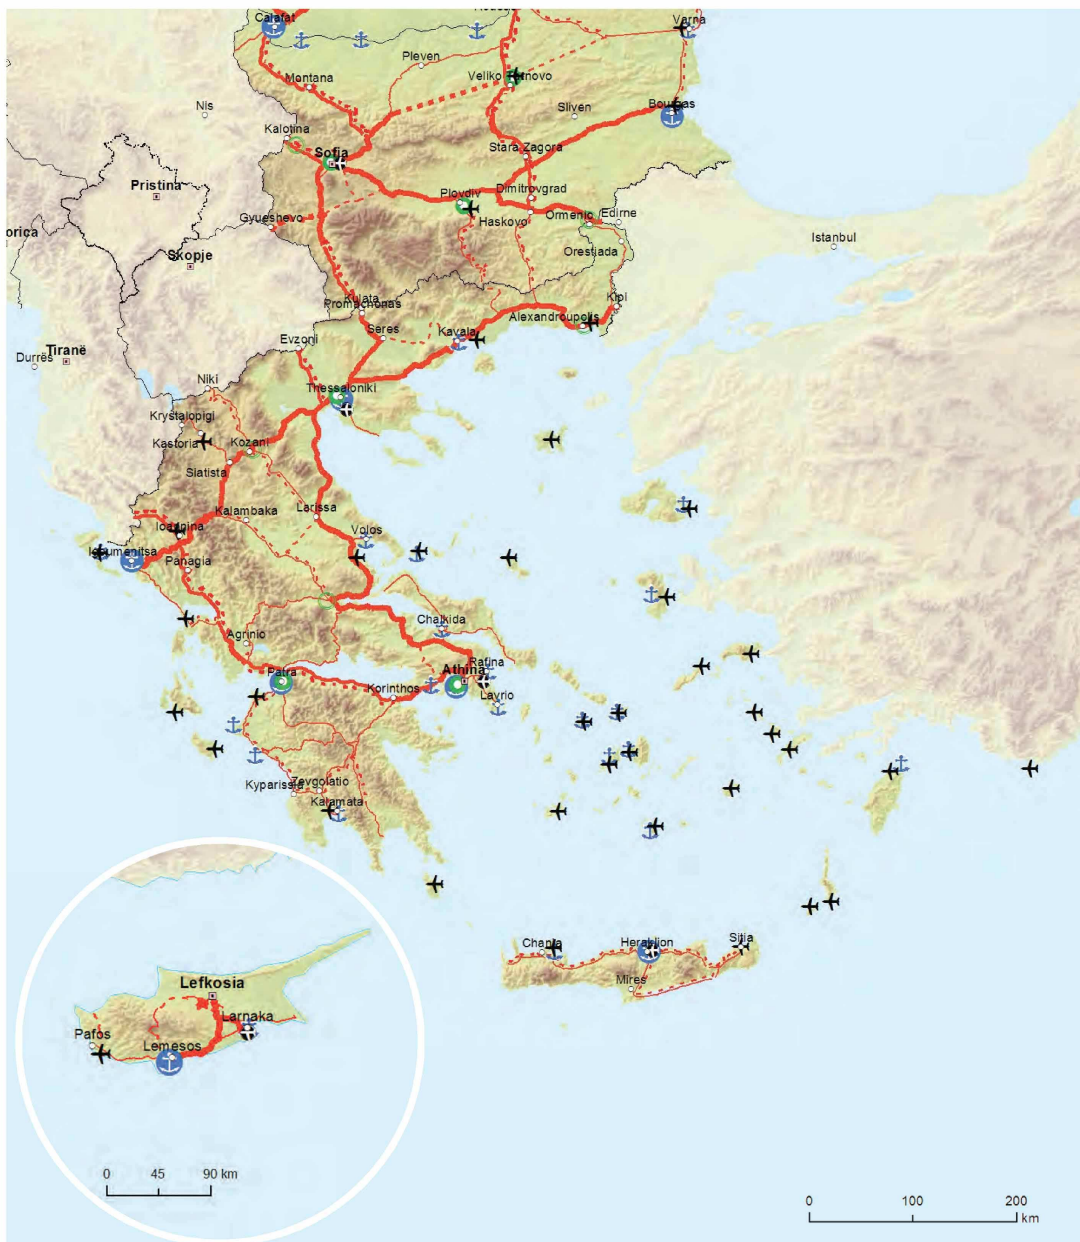 Calafat
Varna
Pleven
Montana
Veliko
Nis
Sliven
Kalotina
Sofia
Stara Zagora
Pristina
Plovdiv
Dimitrovgrad
Haskovo
Ormenio /Edirne
Gyueshevo
Orestiada
Istanbul
Skopje
Kulata
Promachonas
Kipi
Alexandroupolis
Seres
Kavala
Evzoni
Tiranë
Durrës
Niki
Thessaloniki
Krystalopigi
Kastoria
Kozani
Siatista
Kalambaka
Larissa
Ioannina
Volos
Igoumenitsa
Panagia
Chalkida
Agrinio
Rafina
Athina
Patra
Korinthos
Lavrio
Zevgolatio
Kyparissia
Kalamata
Chania
Heraklion
Sitia
Mires
Lefkosia
Larnaka
Pafos
Lemesos
0 45 90 km
0 100 200
km